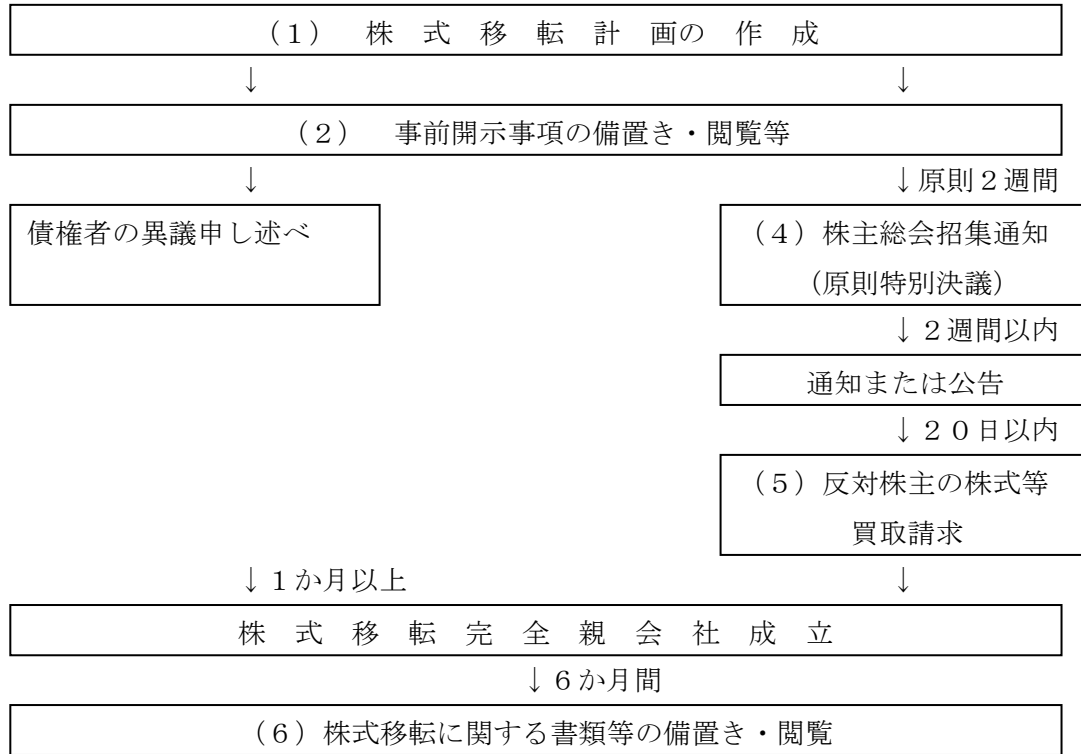 （１） 株 式 移 転 計 画の 作 成
↓ ↓
（２） 事前開示事項の備置き・閲覧等
↓ ↓原則２週間
債権者の異議申し述べ
（４）株主総会招集通知
（原則特別決議）
↓２週間以内
通知または公告
↓２０日以内
（５）反対株主の株式等
買取請求
↓１か月以上 ↓
株 式 移 転 完 全 親 会 社 成 立
↓６か月間
（６）株式移転に関する書類等の備置き・閲覧